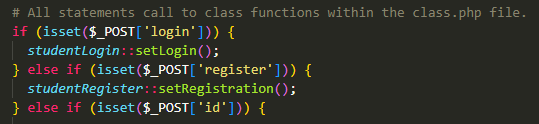 # All statements call to class functions within the class.php file.
if (isset($_POST['login'])) {
  studentLogin::setLogin();
} else if (isset($_POST['register'])) {
  studentRegister::setRegistration();
} else if (isset($_POST['id'])) {